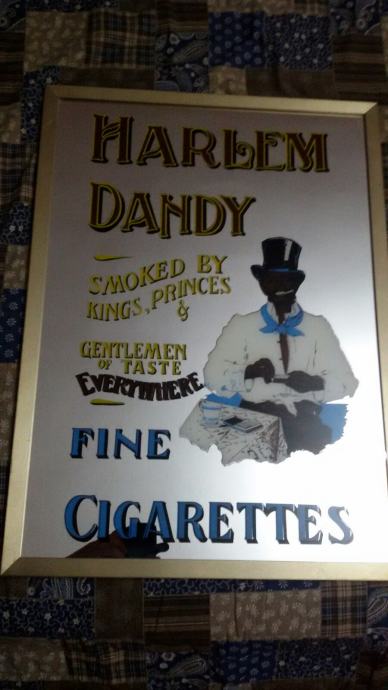 HARLEM
DANDY
SMOKED BY
KINGS, PRINCES
&
GENTLEMEN
OF TASTE
EVERYWHERE
FINE
CIGARETTES